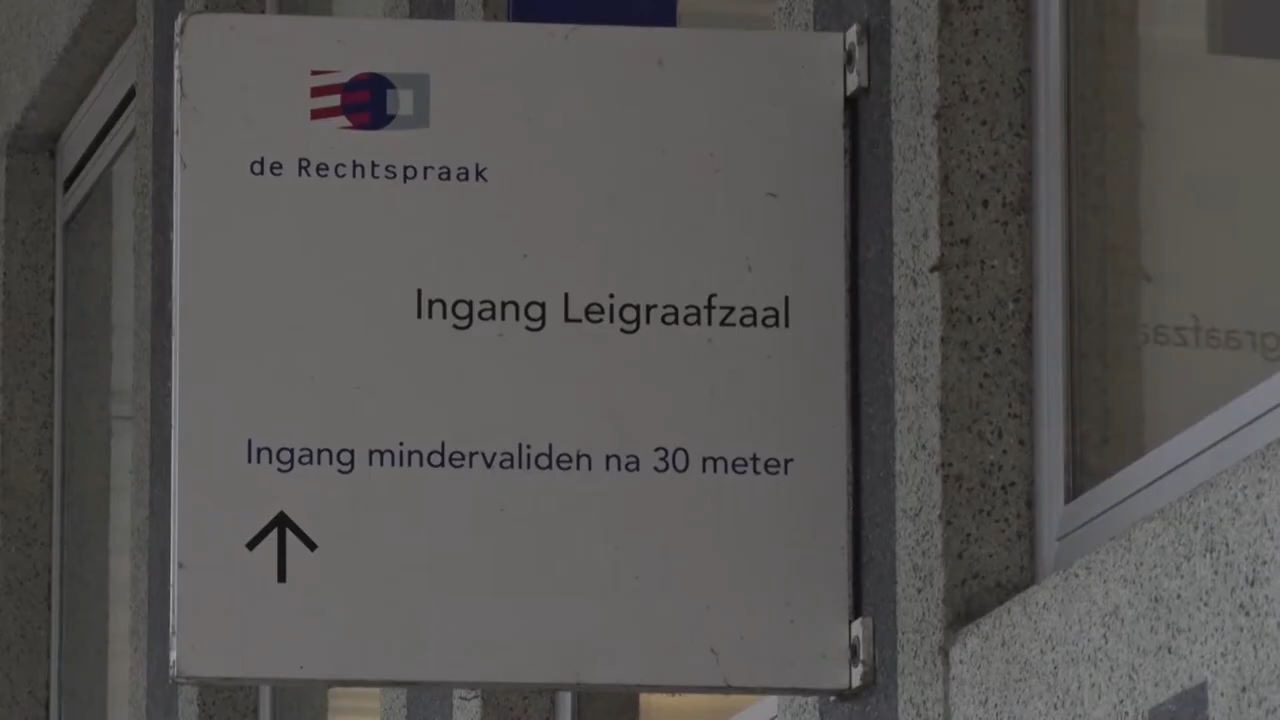 de Rechtspraak
Ingang Leigraafzaal
Ingang mindervaliden na 30 meter